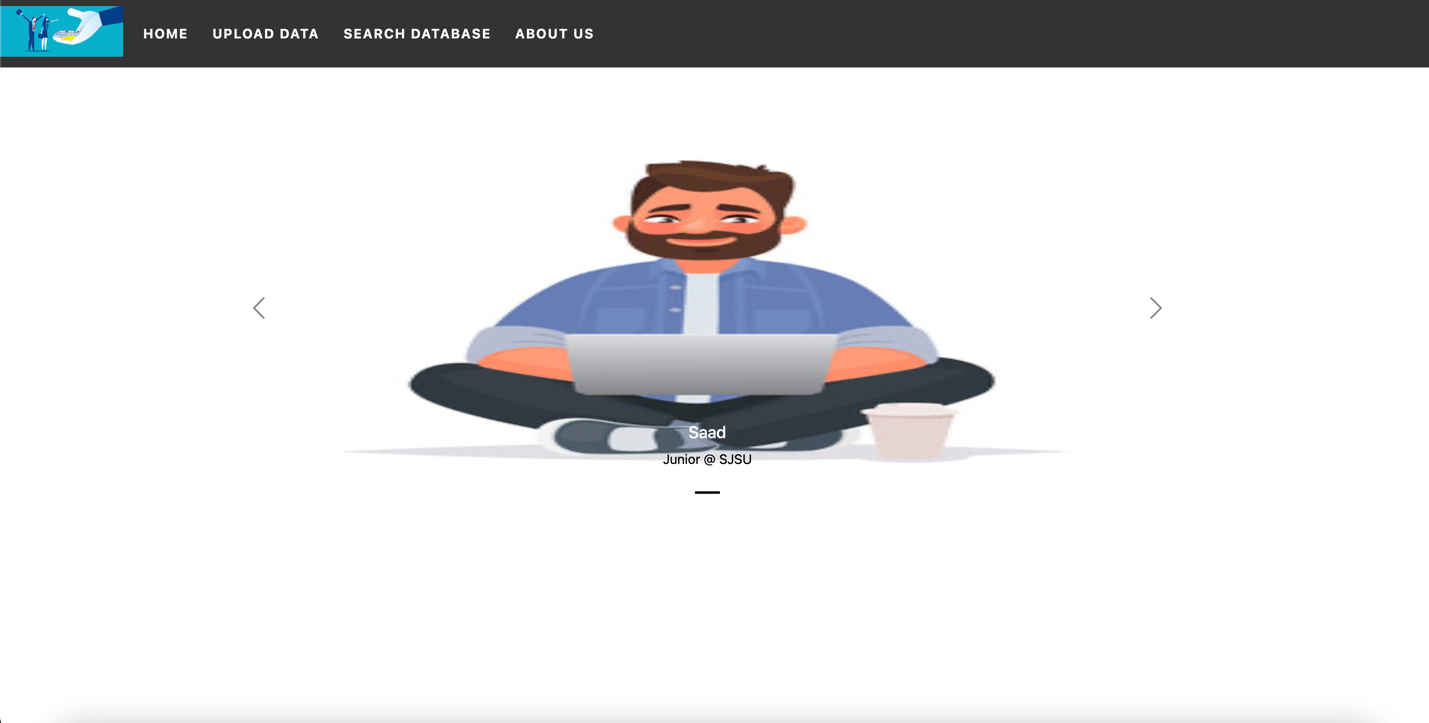 HOME UPLOAD DATA SEARCH DATABASE ABOUT US
Saad
Junior @ SJSU